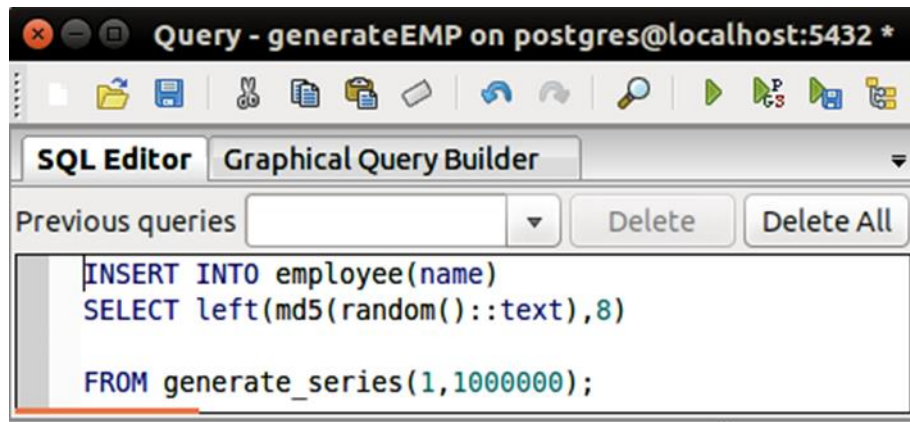 Query - generateEMP on postgres@localhost:5432 *
PGS
SQL Editor Graphical Query Builder
Previous queries Delete Delete All
INSERT INTO employee(name)
SELECT left(md5(random()::text),8)
FROM generate_series(1,1000000);